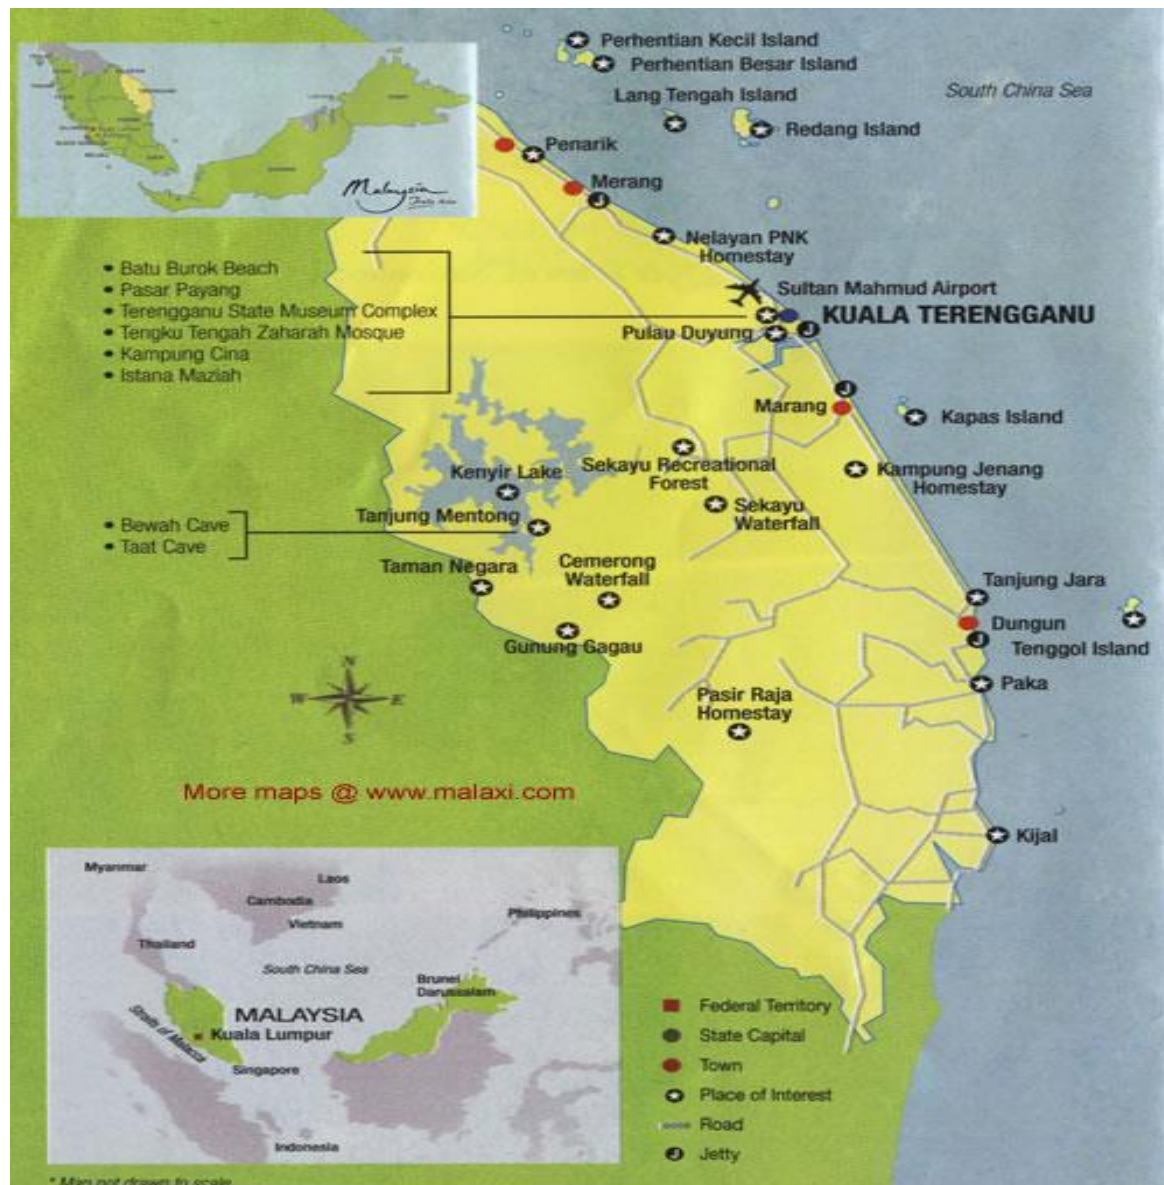 Perhentian Kecil Island
Perhentian Besar Island
Lang Tengah Island
South China Sea
Redang Island
Penarik
Merang
Malaysia
Truly Asia
Nelayan PNK
Homestay
Sultan Mahmud Airport
KUALA TERENGGANU
Pulau Duyung
• Batu Burok Beach
• Pasar Payang
• Terengganu State Museum Complex
• Tengku Tengah Zaharah Mosque
• Kampung Cina
• Istana Maziah
Marang
Kapas Island
Kenyir Lake
Sekayu Recreational
Forest
Kampung Jenang
Homestay
Sekayu
Waterfall
Tanjung Mentong
• Bewah Cave
• Taat Cave
Taman Negara
Cemerong
Waterfall
Tanjung Jara
Dungun
Tenggol Island
Gunung Gagau
N
W E
S
Paka
Pasir Raja
Homestay
More maps @ www.malaxi.com
Kijal
Myanmar
Laos
Cambodia
Vietnam
Philippines
Thailand
South China Sea
Brunei
Darussalam
MALAYSIA
Kuala Lumpur
Straits of Malacca
Singapore
Indonesia
Federal Territory
State Capital
Town
Place of Interest
Road
J Jetty
* Map not drawn to scale